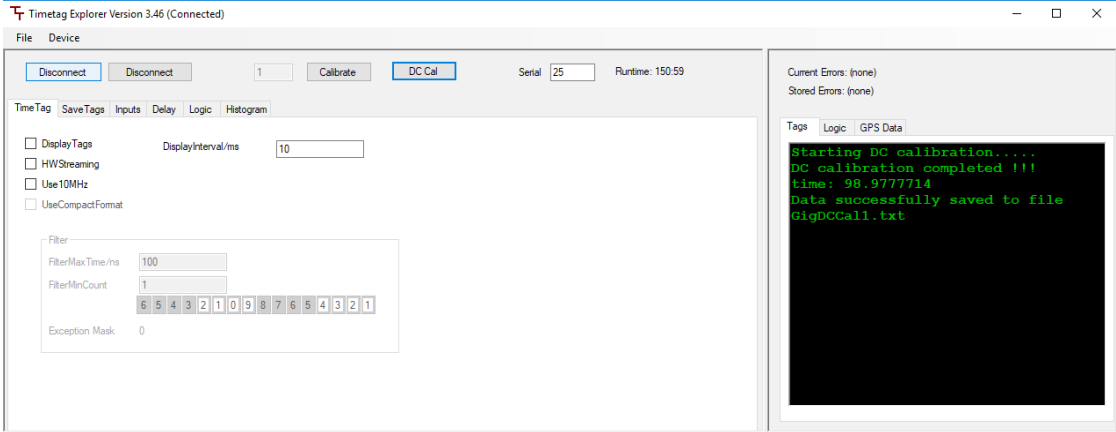 Timetag Explorer Version 3.46 (Connected)
File Device
Disconnect Disconnect 1 Calibrate DC Cal Serial 25 Runtime: 150:59
TimeTag SaveTags Inputs Delay Logic Histogram
DisplayTags DisplayInterval/ms 10
HWStreaming
Use10MHz
UseCompactFormat
Filter
FilterMaxTime/ns 100
FilterMinCount 1
6 5 4 3 2 1 0 9 8 7 6 5 4 3 2 1
Exception Mask 0
Current Errors: (none)
Stored Errors: (none)
Tags Logic GPS Data
Starting DC calibration.....
DC calibration completed !!!
time: 98.9777714
Data successfully saved to file
GigDCCal1.txt